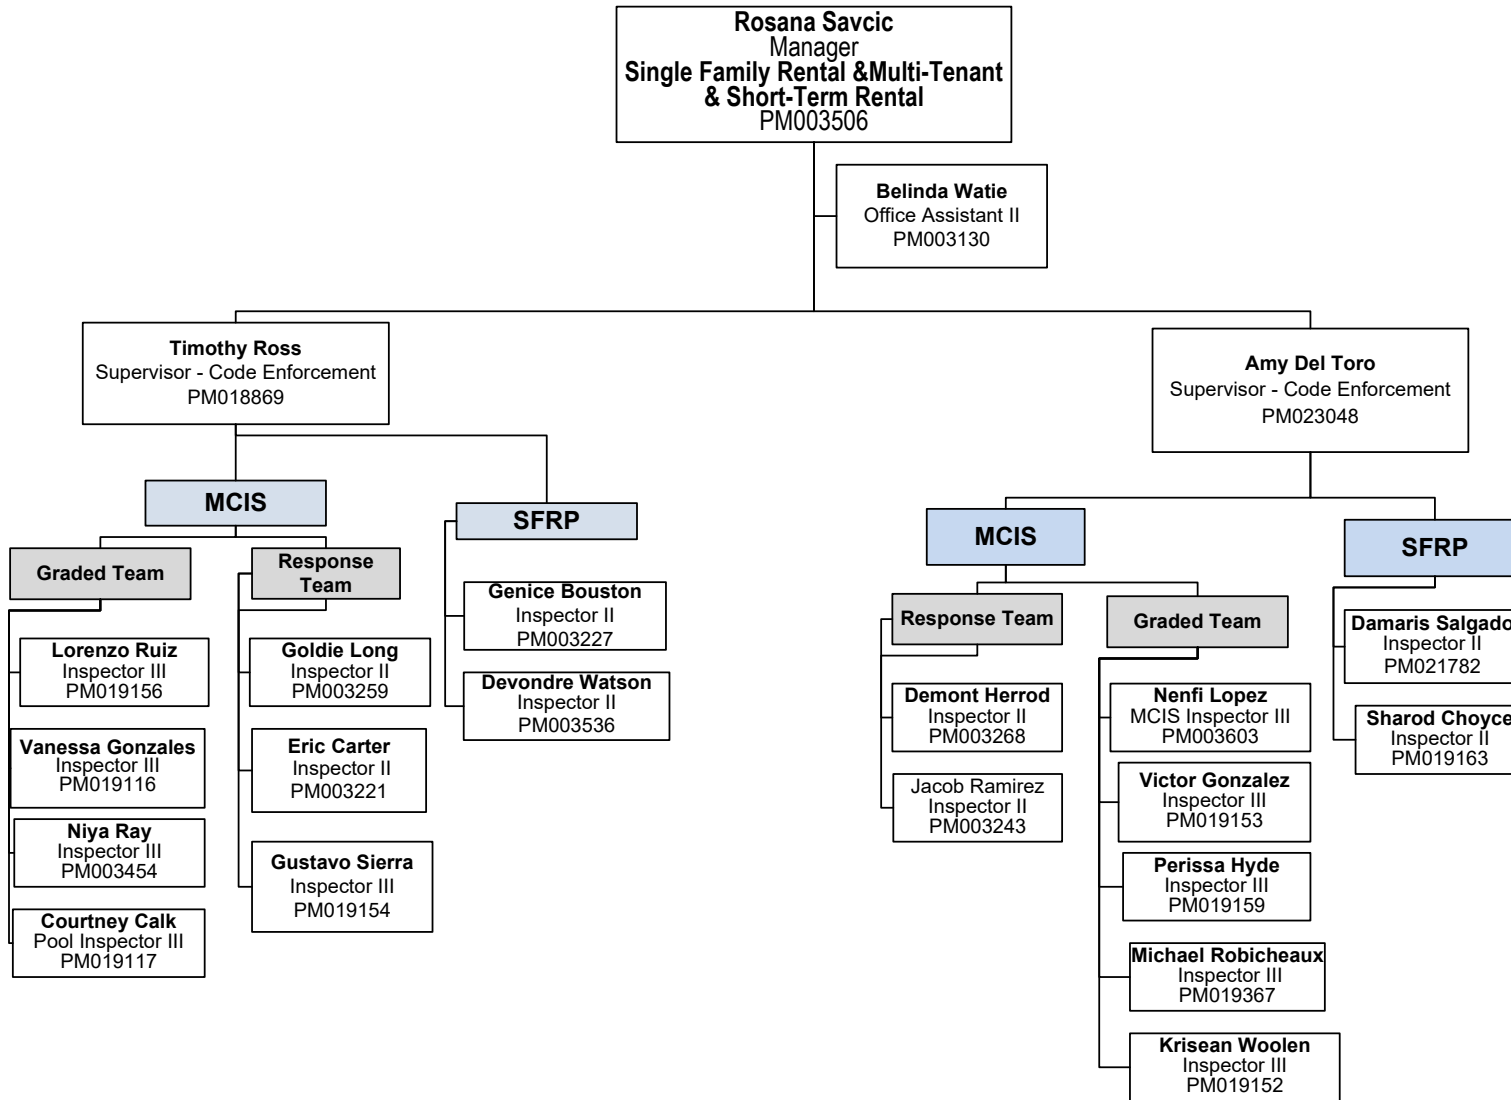 Rosana Savcic
Manager
Single Family Rental &Multi-Tenant
& Short-Term Rental
PM003506
Belinda Watie
Office Assistant II
PM003130
Timothy Ross
Supervisor - Code Enforcement
PM018869
Amy Del Toro
Supervisor - Code Enforcement
PM023048
MCIS
SFRP
Graded Team
Response
Team
Lorenzo Ruiz
Inspector III
PM019156
Vanessa Gonzales
Inspector III
PM019116
Niya Ray
Inspector III
PM003454
Courtney Calk
Pool Inspector III
PM019117
Goldie Long
Inspector II
PM003259
Eric Carter
Inspector II
PM003221
Gustavo Sierra
Inspector III
PM019154
Genice Bouston
Inspector II
PM003227
Devondre Watson
Inspector II
PM003536
MCIS
SFRP
Response Team
Graded Team
Demont Herrod
Inspector II
PM003268
Jacob Ramirez
Inspector II
PM003243
Nenfi Lopez
MCIS Inspector III
PM003603
Victor Gonzalez
Inspector III
PM019153
Perissa Hyde
Inspector III
PM019159
Michael Robicheaux
Inspector III
PM019367
Krisean Woolen
Inspector III
PM019152
Damaris Salgado
Inspector II
PM021782
Sharod Choyce
Inspector II
PM019163